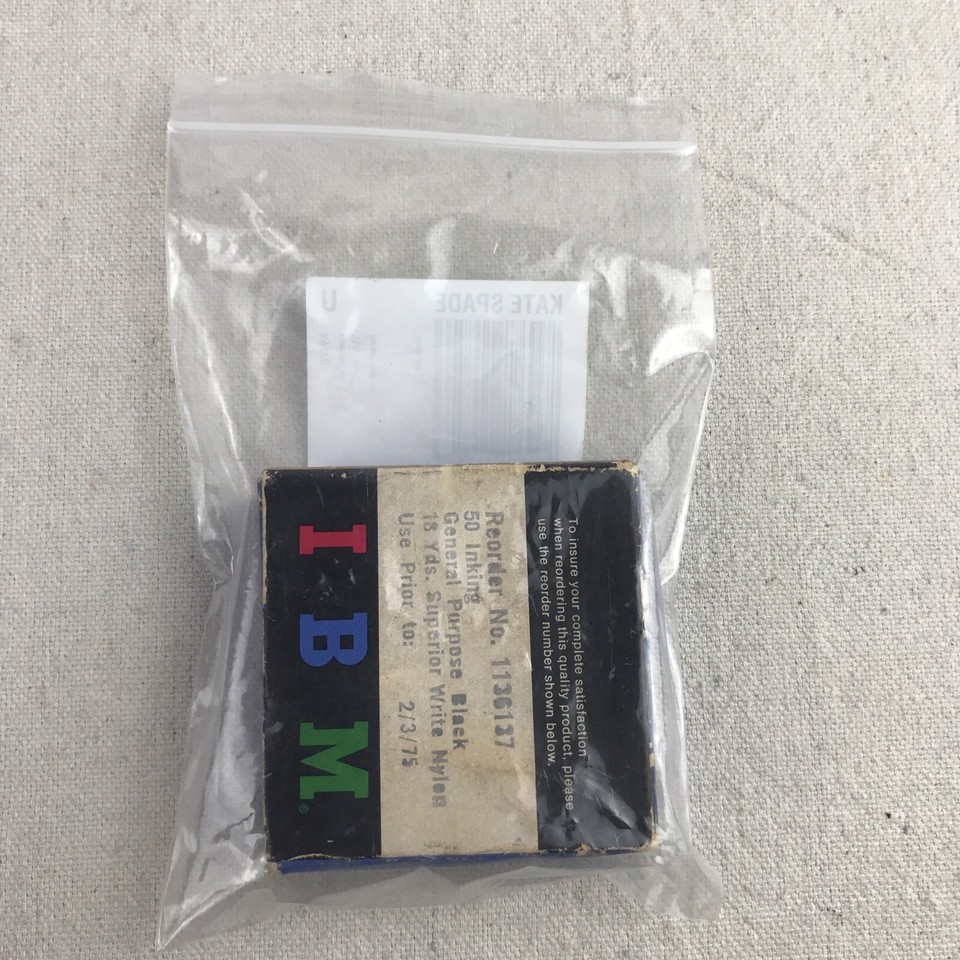 KATE SPADE
U
To insure your complete satisfaction
when reordering this quality product, please
use the reorder number shown below.
Reorder No. 1136137
50 Inking
General Purpose Black
18 Yds. Superior Write Nylon
Use Prior to: 2/3/75
IBM®